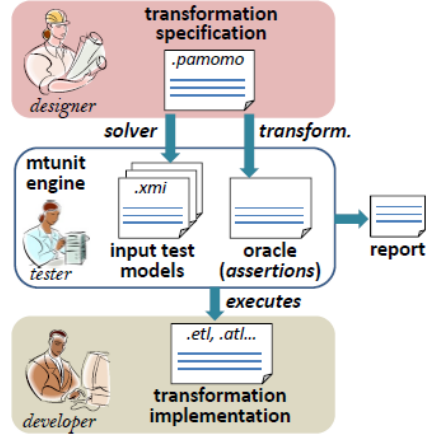 transformation
specification
.pamomo
designer
solver
transform.
mtunit
engine
.xmi
tester
input test
models
oracle
(assertions)
report
executes
.etl, .atl...
developer
transformation
implementation